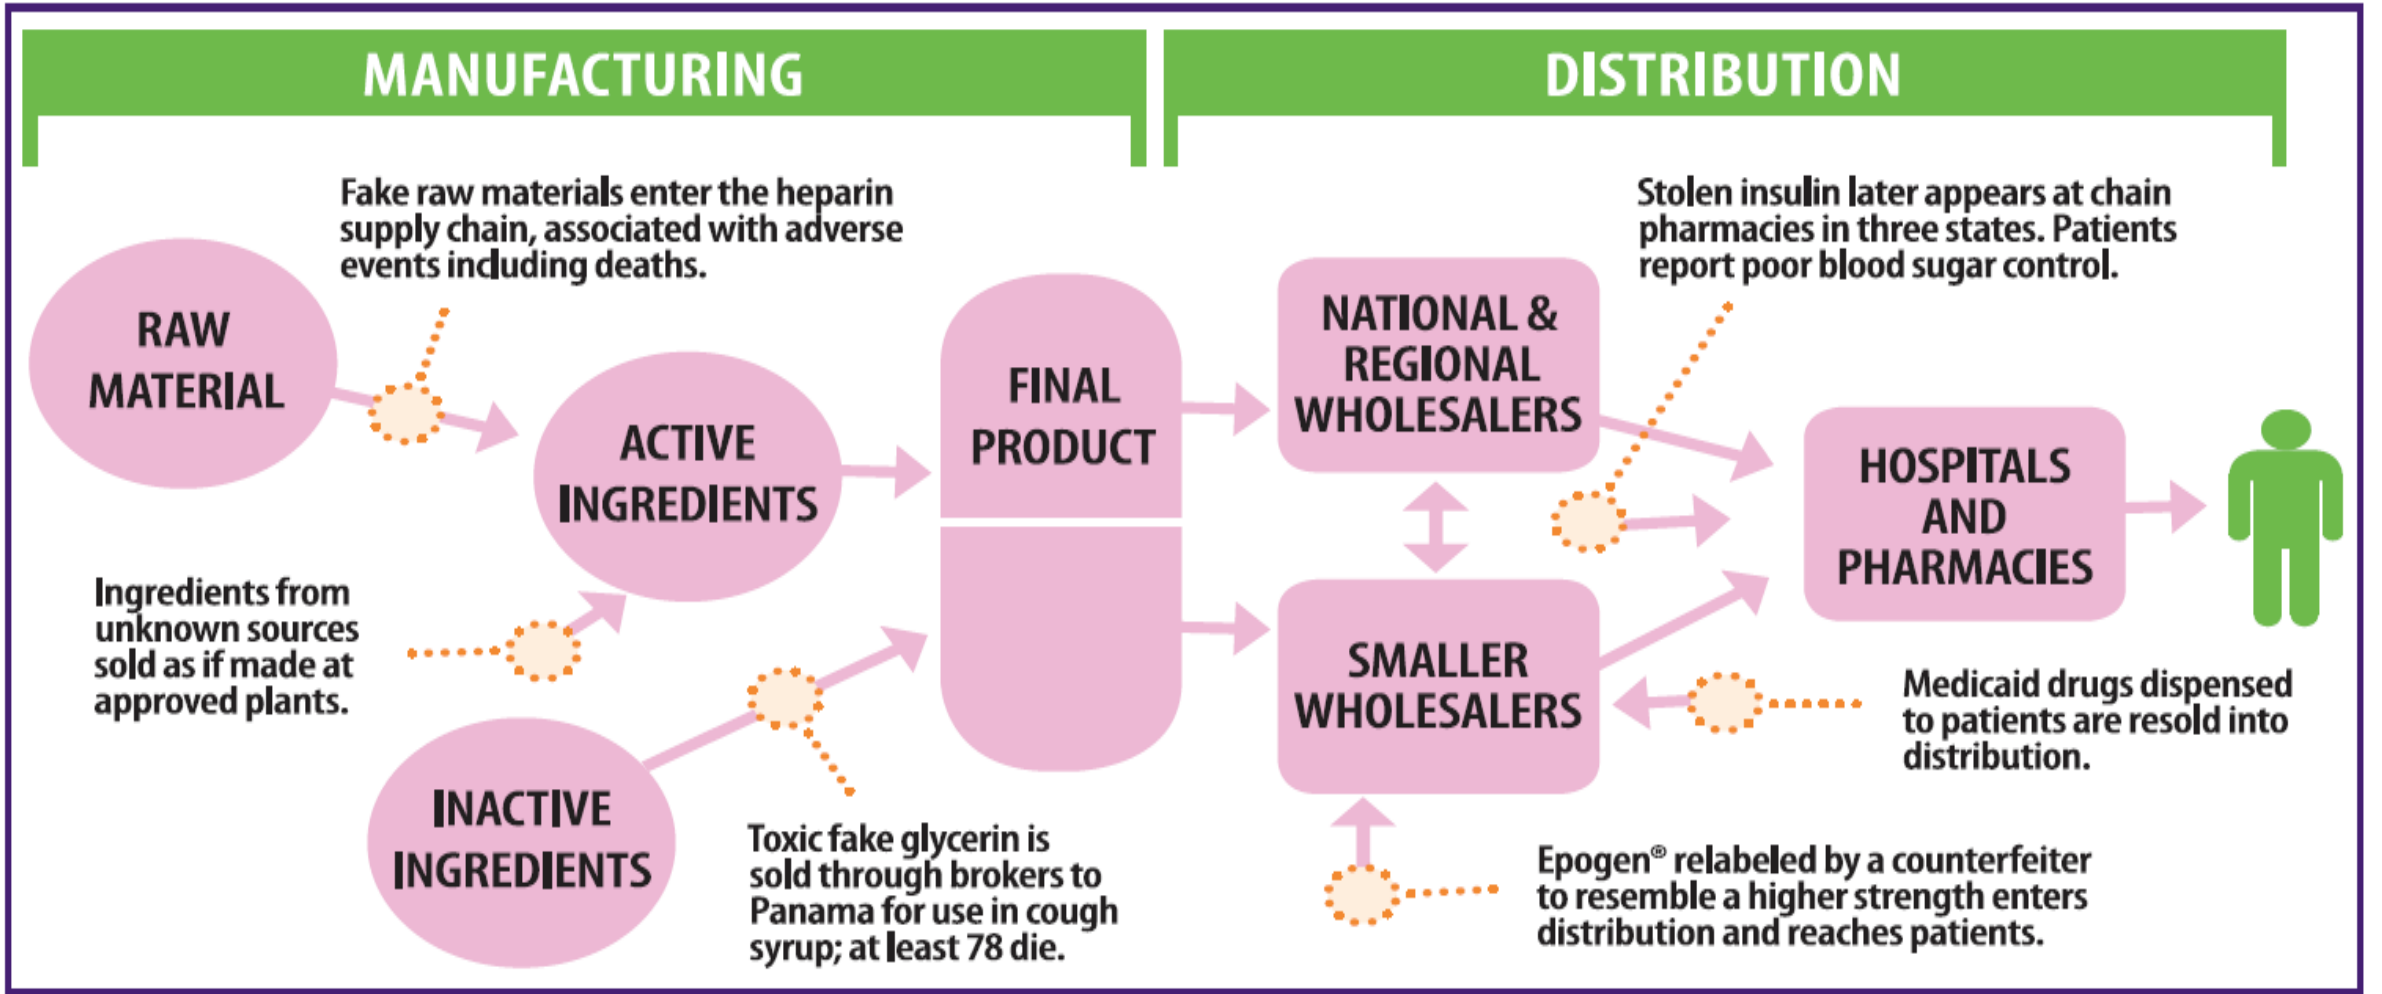 MANUFACTURING
DISTRIBUTION
Fake raw materials enter the heparin
supply chain, associated with adverse
events including deaths.
Stolen insulin later appears at chain
pharmacies in three states. Patients
report poor blood sugar control.
RAW
MATERIAL
ACTIVE
INGREDIENTS
FINAL
PRODUCT
NATIONAL &
REGIONAL
WHOLESALERS
HOSPITALS
AND
PHARMACIES
Ingredients from
unknown sources
sold as if made at
approved plants.
SMALLER
WHOLESALERS
Medicaid drugs dispensed
to patients are resold into
distribution.
INACTIVE
INGREDIENTS
Toxic fake glycerin is
sold through brokers to
Panama for use in cough
syrup; at least 78 die.
Epogen® relabeled by a counterfeiter
to resemble a higher strength enters
distribution and reaches patients.